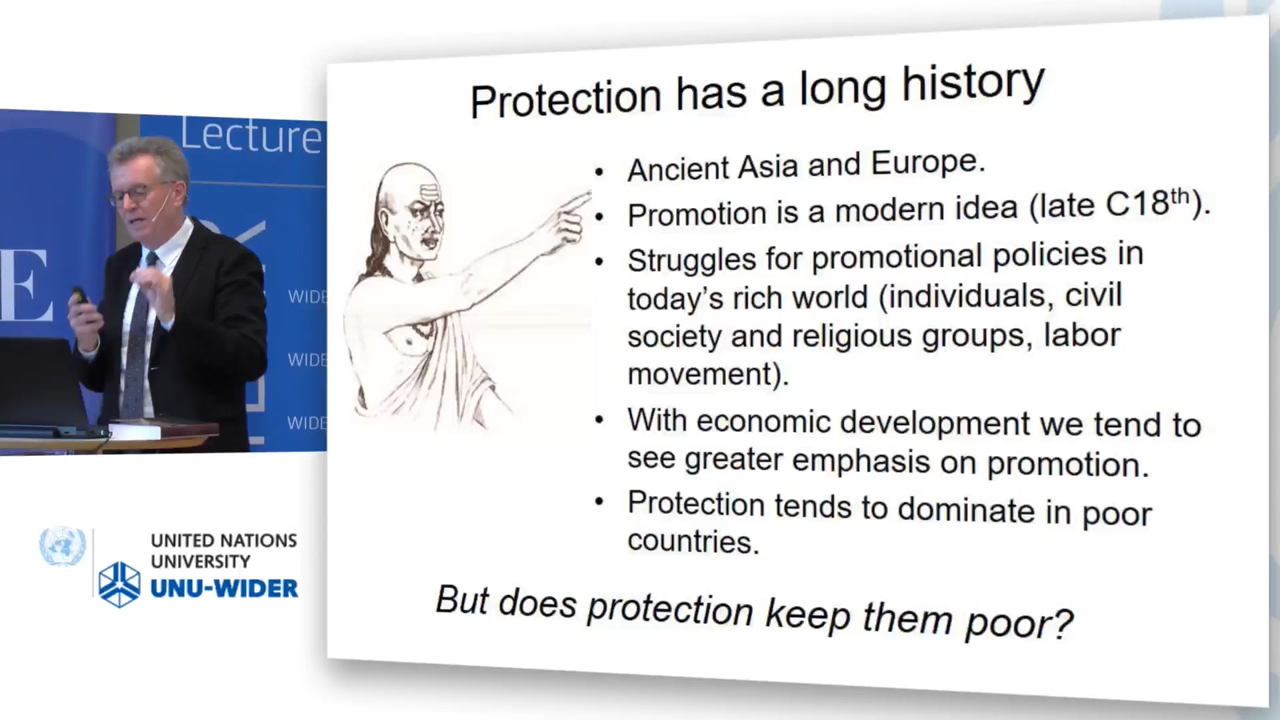 Lecture
E
WIDE
WIDE
WIDE
UNITED NATIONS
UNIVERSITY
UNU-WIDER
Protection has a long history
• Ancient Asia and Europe.
• Promotion is a modern idea (late C18th).
• Struggles for promotional policies in
today's rich world (individuals, civil
society and religious groups, labor
movement).
• With economic development we tend to
see greater emphasis on promotion.
• Protection tends to dominate in poor
countries.
But does protection keep them poor?